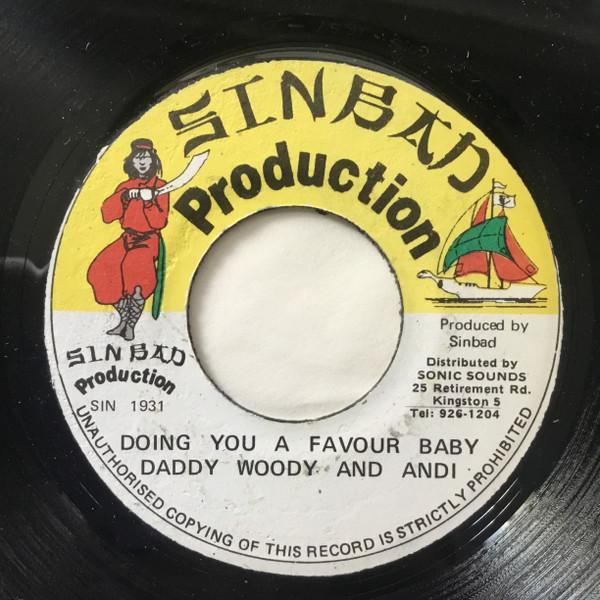 SINBAD
Production
SINBAD
Production
SIN 1931
Produced by
Sinbad
Distributed by
SONIC SOUNDS
25 Retirement Rd.
Kingston 5
Tel: 926-1204
DOING YOU A FAVOUR BABY
DADDY WOODY AND ANDI
UNAUTHORISED COPYING OF THIS RECORD IS STRICTLY PROHIBITED